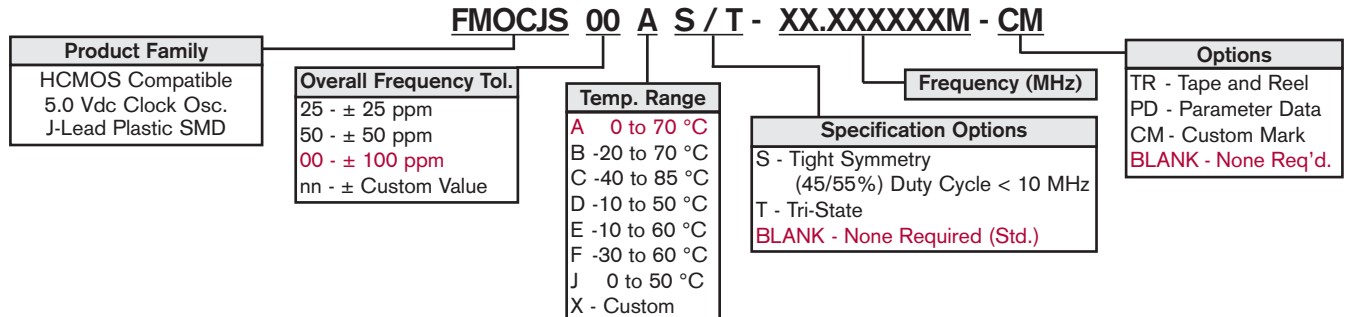 FMOCJS 00 A S / T - XX.XXXXXXM - CM
Product Family
HCMOS Compatible
5.0 Vdc Clock Osc.
J-Lead Plastic SMD
Overall Frequency Tol.
25 - ± 25 ppm
50 - ± 50 ppm
00 - ± 100 ppm
nn - ± Custom Value
Temp. Range
A 0 to 70 °C
B -20 to 70 °C
C -40 to 85 °C
D -10 to 50 °C
E -10 to 60 °C
F -30 to 60 °C
J 0 to 50 °C
X - Custom
Specification Options
S - Tight Symmetry
(45/55%) Duty Cycle < 10 MHz
T - Tri-State
BLANK - None Required (Std.)
Frequency (MHz)
Options
TR - Tape and Reel
PD - Parameter Data
CM - Custom Mark
BLANK - None Req'd.